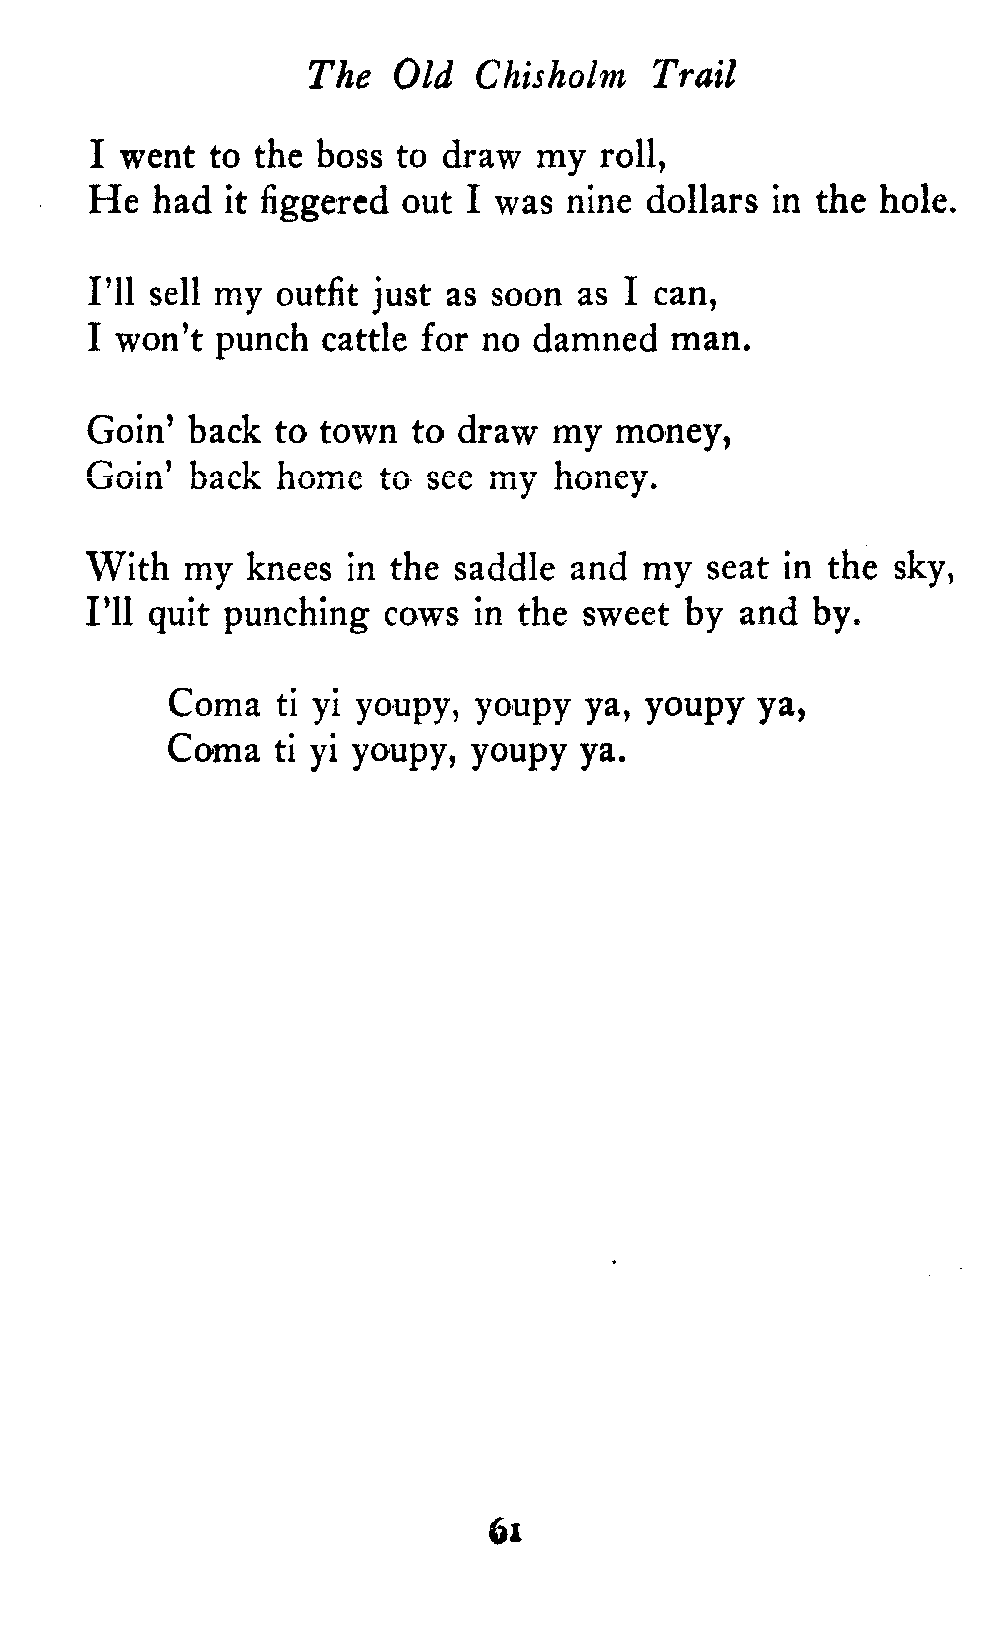 The Old Chisholm Trail
I went to the boss to draw my roll,
He had it figgered out I was nine dollars in the hole.
I'll sell my outfit just as soon as I can,
I won't punch cattle for no damned man.
Goin' back to town to draw my money,
Goin' back home to see my honey.
With my knees in the saddle and my seat in the sky,
I'll quit punching cows in the sweet by and by.
Coma ti yi youpy, youpy ya, youpy ya,
Coma ti yi youpy, youpy ya.
61